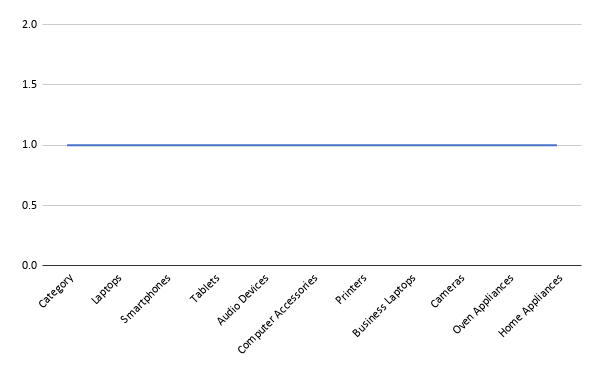 2.0
1.5
1.0
0.5
0.0
Category
Laptops
Smartphones
Tablets
Audio Devices
Computer Accessories
Printers
Business Laptops
Cameras
Oven Appliances
Home Appliances